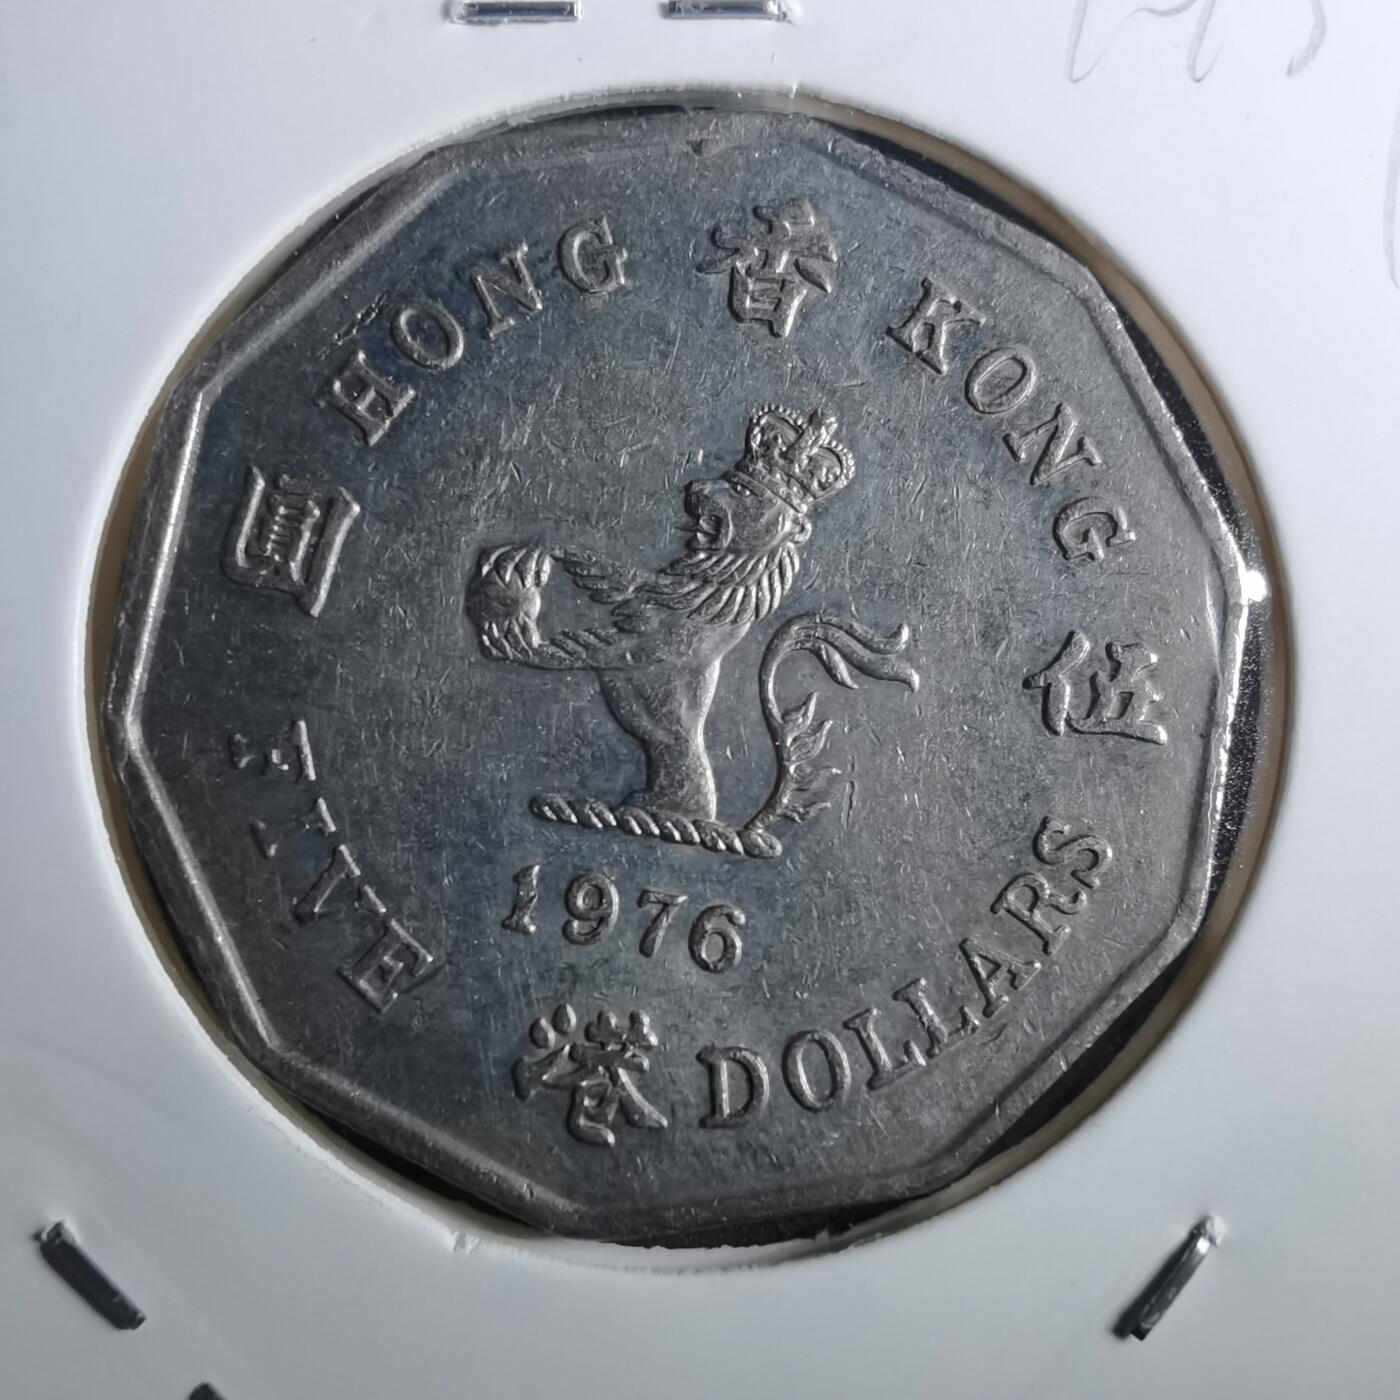 HONG KONG
香
港
伍
圓
1976
FIVE DOLLARS